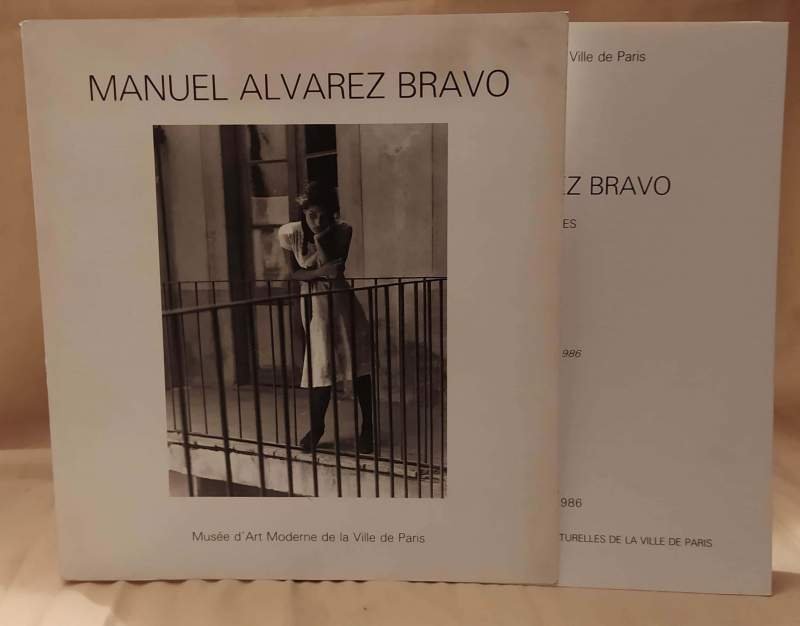 MANUEL ALVAREZ BRAVO
Musée d'Art Moderne de la Ville de Paris
Ville de Paris
EZ BRAVO
ES
986
986
TURELLES DE LA VILLE DE PARIS